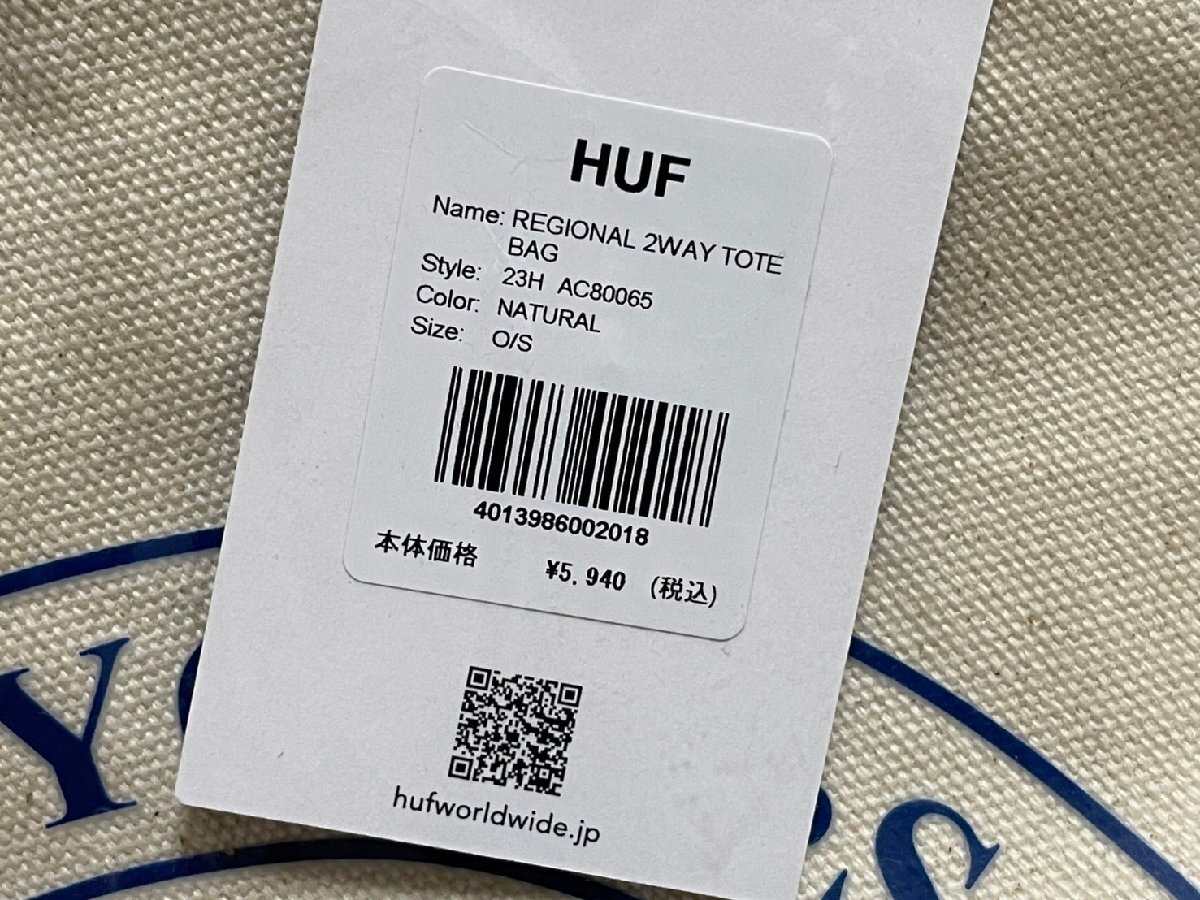 HUF
Name: REGIONAL 2WAY TOTE
BAG
Style: 23H AC80065
Color: NATURAL
Size: O/S
4013986002018
本体価格 ¥5.940 (税込)
hufworldwide.jp
Y
S